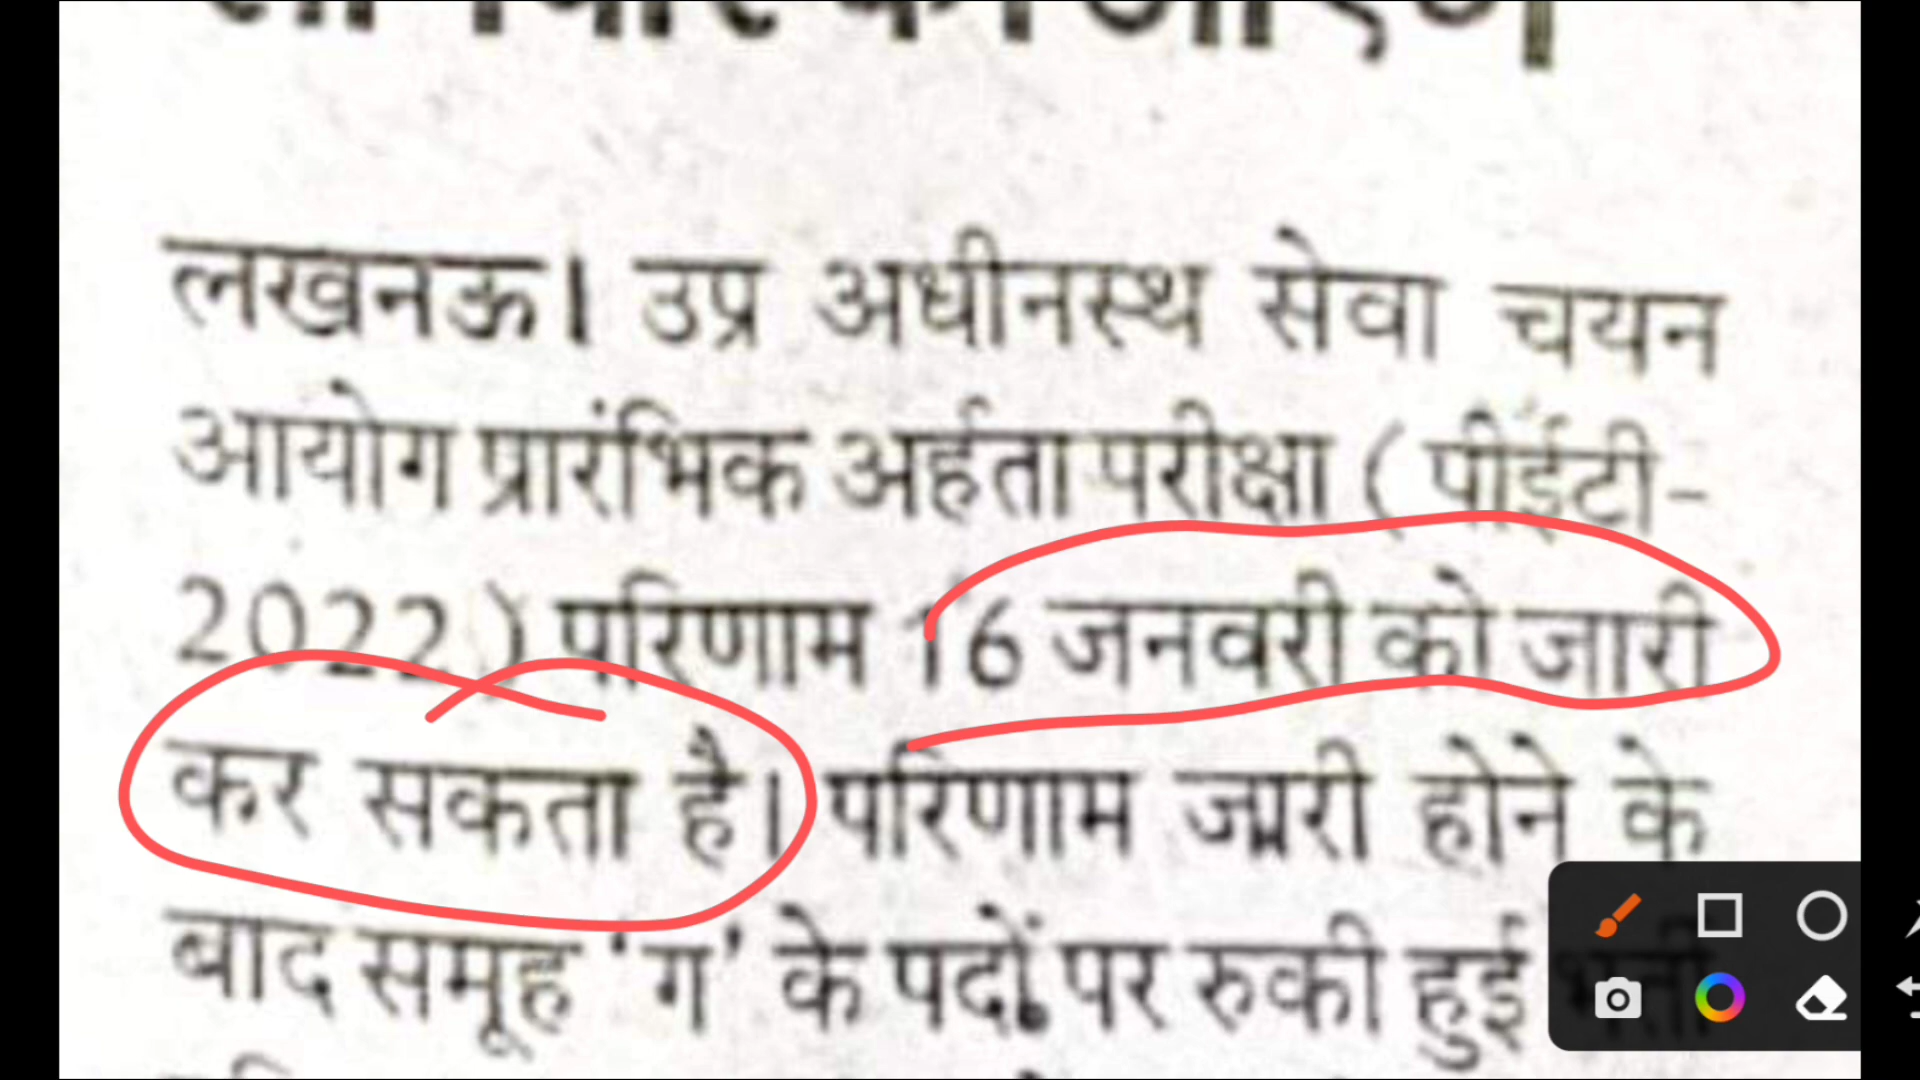 लखनऊ। उप्र अधीनस्थ सेवा चयन
आयोग प्रारंभिक अर्हता परीक्षा ( पीईटी-
2022 ) परिणाम 16 जनवरी को जारी
कर सकता है। परिणाम जारी होने के
बाद समूह 'ग' के पदों पर रुकी हुई